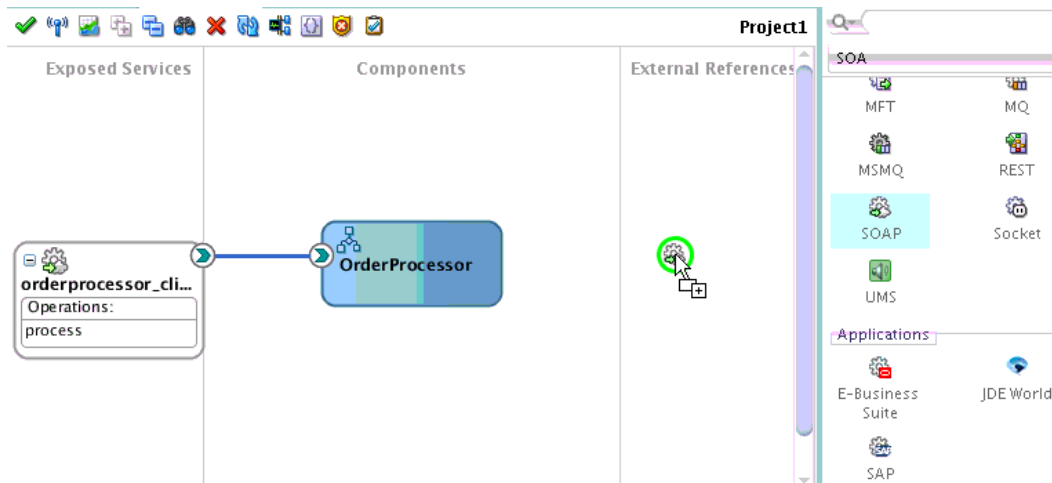 Project1
Exposed Services
Components
External References
orderprocessor_cli...
Operations:
process
OrderProcessor
SOA
MFT
MQ
MSMQ
REST
SOAP
Socket
UMS
Applications
E-Business
Suite
JDE World
SAP